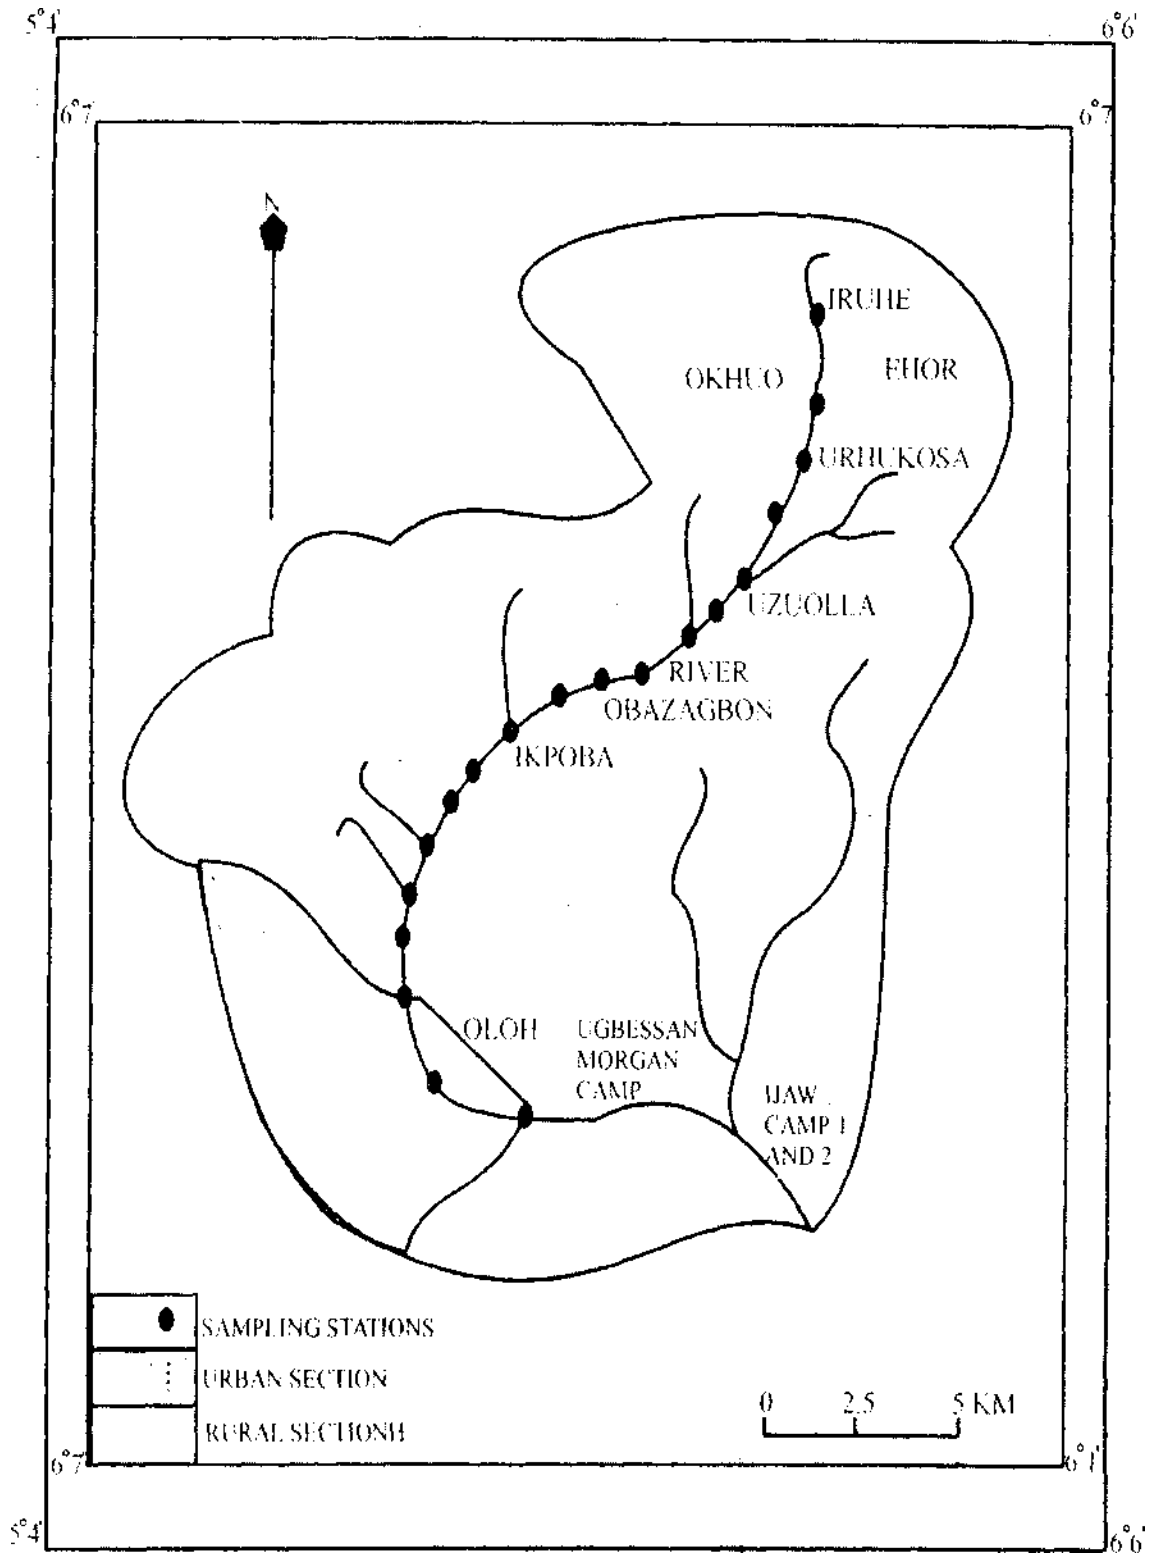 5°4'
6°6'
6°7'
6°7
N
IRUHE
OKHUO
EHOR
URHUKOSA
UZUOLLA
RIVER
OBAZAGBON
IKPOBA
OLOH
UGBESSAN
MORGAN
CAMP
IJAW
CAMP 1
AND 2
SAMPLING STATIONS
URBAN SECTION
RURAL SECTIONH
0 2.5 5 KM
6°7'
6°1'
5°4'
6°6'